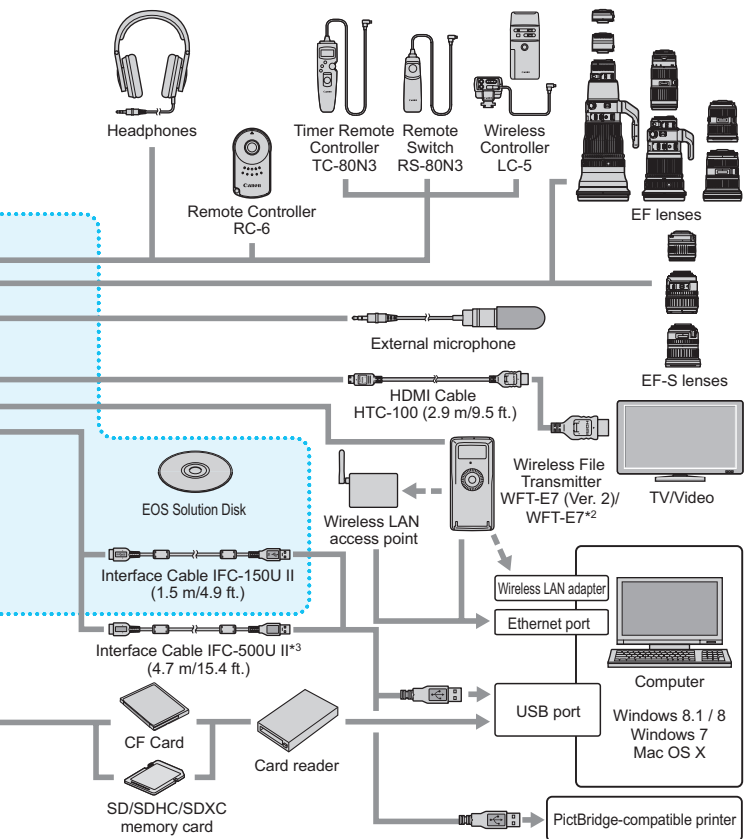 Headphones
Timer Remote
Controller
TC-80N3
Remote
Switch
RS-80N3
Wireless
Controller
LC-5
Canon
Remote Controller
RC-6
EF lenses
External microphone
EF-S lenses
HDMI Cable
HTC-100 (2.9 m/9.5 ft.)
TV/Video
EOS Solution Disk
Wireless LAN
access point
Wireless File
Transmitter
WFT-E7 (Ver. 2)/
WFT-E7*2
Interface Cable IFC-150U II
(1.5 m/4.9 ft.)
Wireless LAN adapter
Ethernet port
Interface Cable IFC-500U II*3
(4.7 m/15.4 ft.)
Computer
USB port
Windows 8.1 / 8
Windows 7
Mac OS X
CF Card
Card reader
SD/SDHC/SDXC
memory card
PictBridge-compatible printer